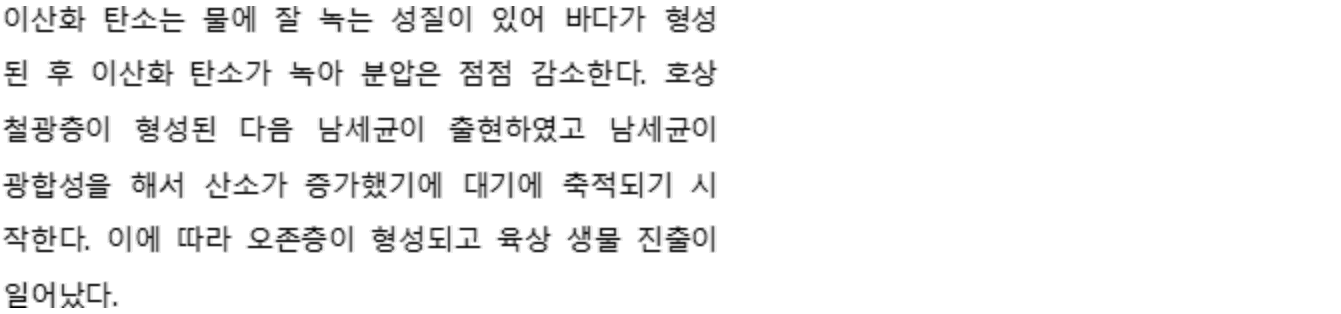 이산화 탄소는 물에 잘 녹는 성질이 있어 바다가 형성
된 후 이산화 탄소가 녹아 분압은 점점 감소한다. 호상
철광층이 형성된 다음 남세균이 출현하였고 남세균이
광합성을 해서 산소가 증가했기에 대기에 축적되기 시
작한다. 이에 따라 오존층이 형성되고 육상 생물 진출이
일어났다.